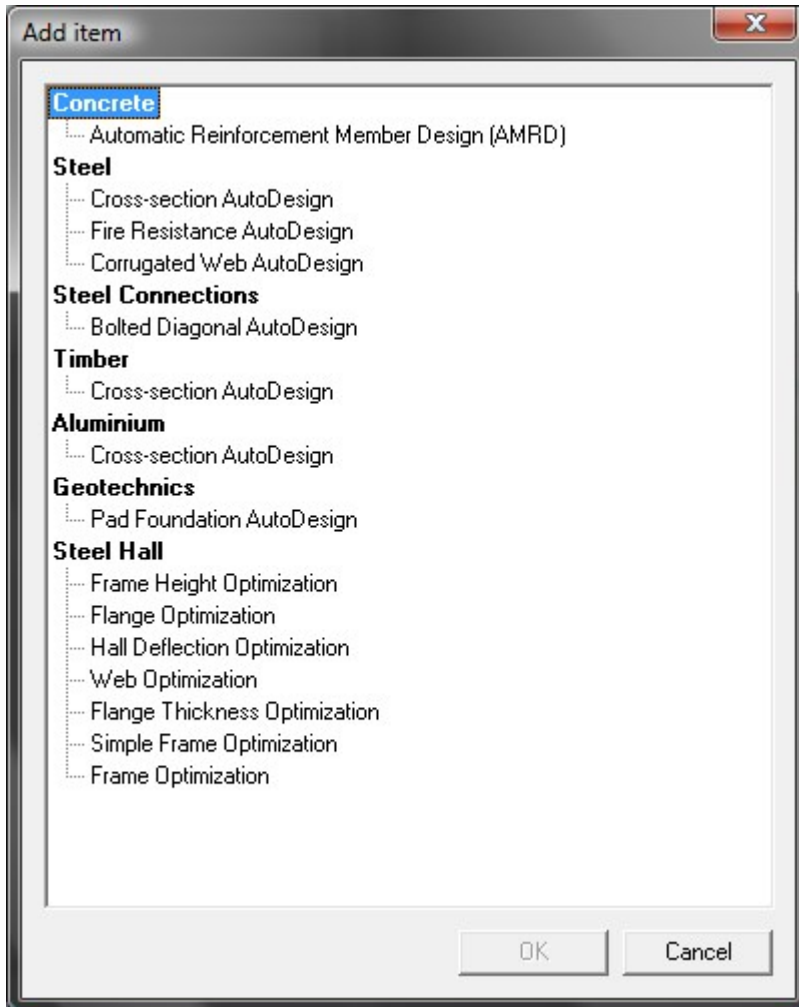 Add item
Concrete
Automatic Reinforcement Member Design (AMRD)
Steel
Cross-section AutoDesign
Fire Resistance AutoDesign
Corrugated Web AutoDesign
Steel Connections
Bolted Diagonal AutoDesign
Timber
Cross-section AutoDesign
Aluminium
Cross-section AutoDesign
Geotechnics
Pad Foundation AutoDesign
Steel Hall
Frame Height Optimization
Flange Optimization
Hall Deflection Optimization
Web Optimization
Flange Thickness Optimization
Simple Frame Optimization
Frame Optimization
OK Cancel